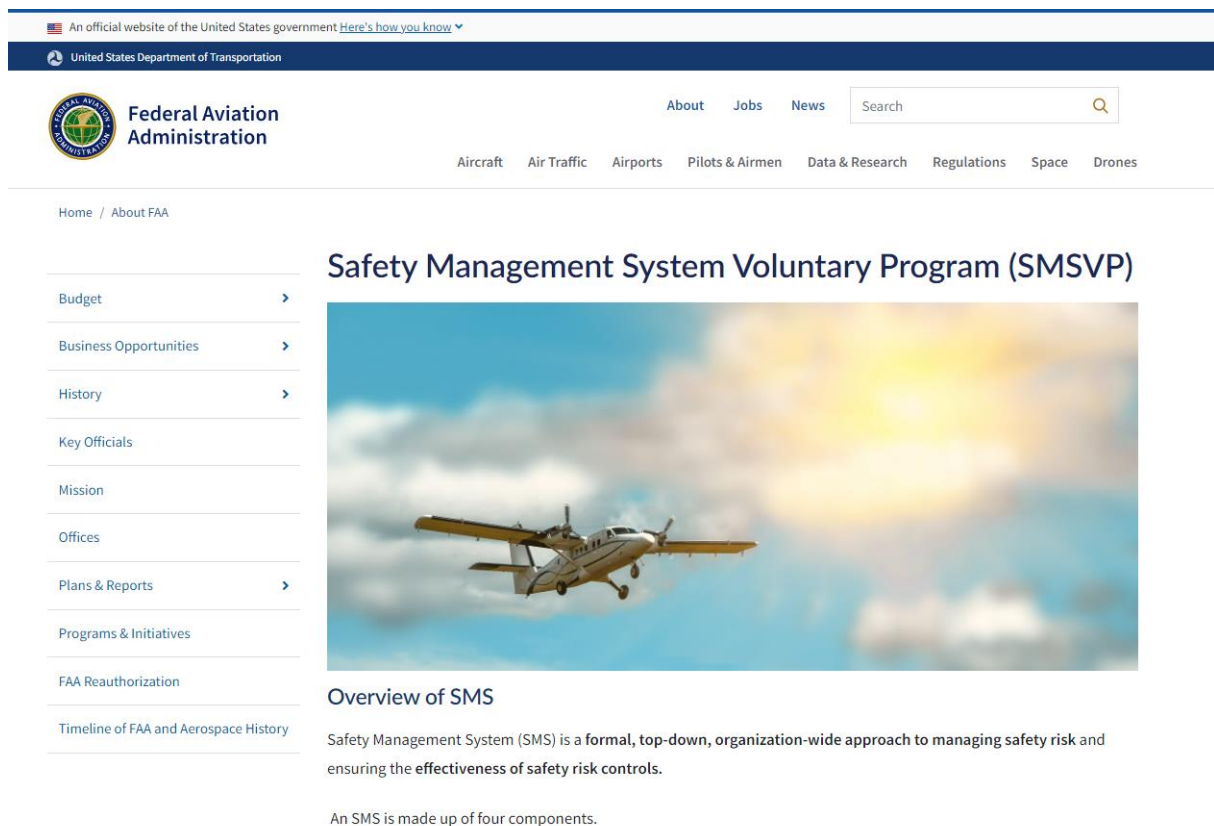 An official website of the United States government Here's how you know
United States Department of Transportation
FEDERAL AVIATION ADMINISTRATION
Federal Aviation
Administration
About Jobs News Search
Aircraft Air Traffic Airports Pilots & Airmen Data & Research Regulations Space Drones
Home / About FAA
Safety Management System Voluntary Program (SMSVP)
Budget
Business Opportunities
History
Key Officials
Mission
Offices
Plans & Reports
Programs & Initiatives
FAA Reauthorization
Timeline of FAA and Aerospace History
Overview of SMS
Safety Management System (SMS) is a formal, top-down, organization-wide approach to managing safety risk and
ensuring the effectiveness of safety risk controls.
An SMS is made up of four components.